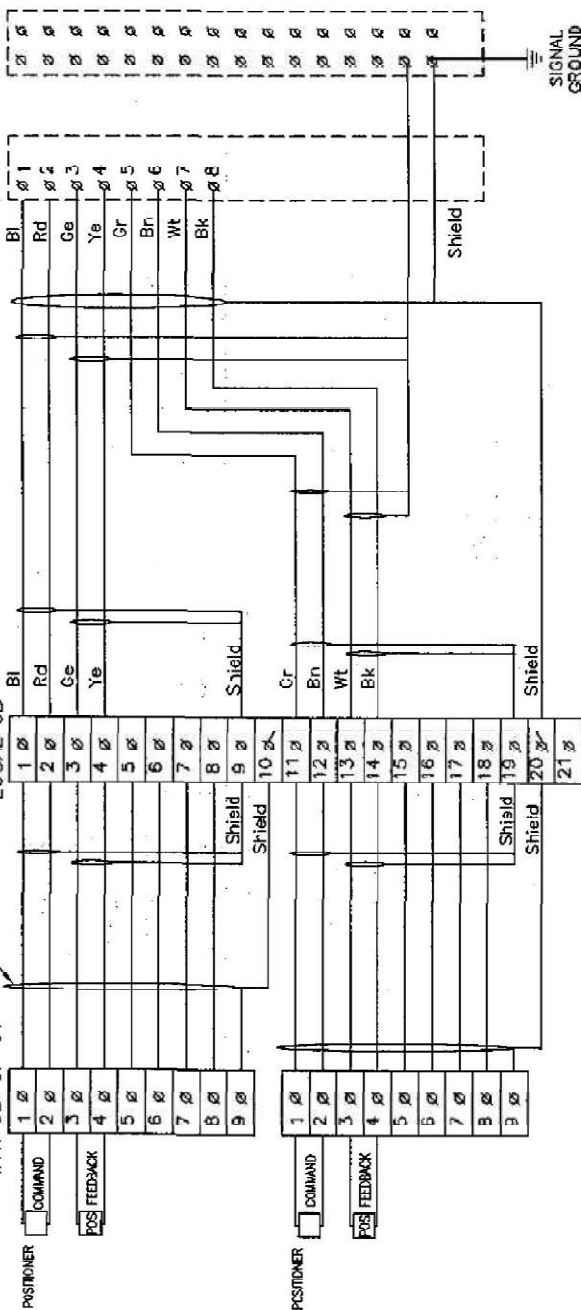 POSITIONER
COMMAND
POS FEEDBACK
1
2
3
4
5
6
7
8
9
POSITIONER
COMMAND
POS FEEDBACK
1
2
3
4
5
6
7
8
9
Shield
Shield
Shield
Shield
1
2
3
4
5
6
7
8
9
10
11
12
13
14
15
16
17
18
19
20
21
Bl
Rd
Ge
Ye
Shield
Gr
Bn
Wt
Bk
Shield
Bl
Rd
Ge
Ye
Gr
Bn
Wt
Bk
Shield
1
2
3
4
5
6
7
8
SIGNAL
GROUND